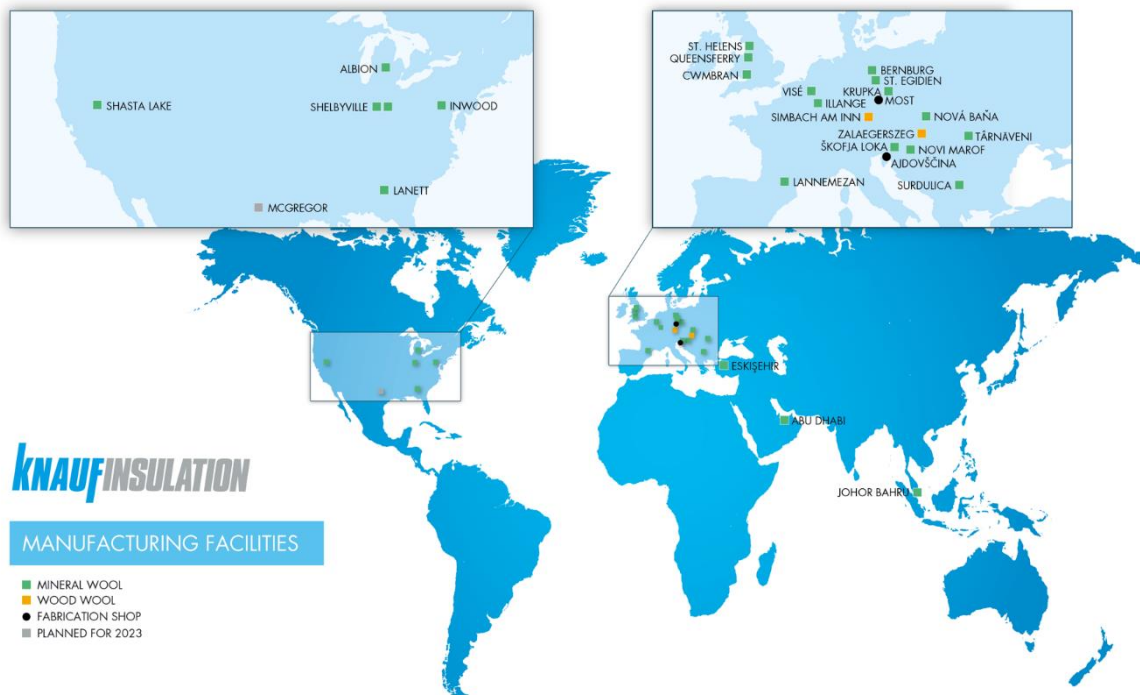 ALBION
SHASTA LAKE
SHELBYVILLE
INWOOD
LANETT
MCGREGOR
ST. HELENS
QUEENSFERRY
CWMBRAN
BERNBURG
ST. EGIDIEN
VISÉ
KRUPKA
MOST
ILLANGE
SIMBACH AM INN
NOVÁ BAŇA
ZALAEGERSZEG
TÂRNĂVENI
ŠKOFJA LOKA
NOVI MAROF
AJDOVŠČINA
LANNEMEZAN
SURDULICA
ESKIŞEHIR
ABU DHABI
JOHOR BAHRU
KNAUFINSULATION
MANUFACTURING FACILITIES
MINERAL WOOL
WOOD WOOL
FABRICATION SHOP
PLANNED FOR 2023